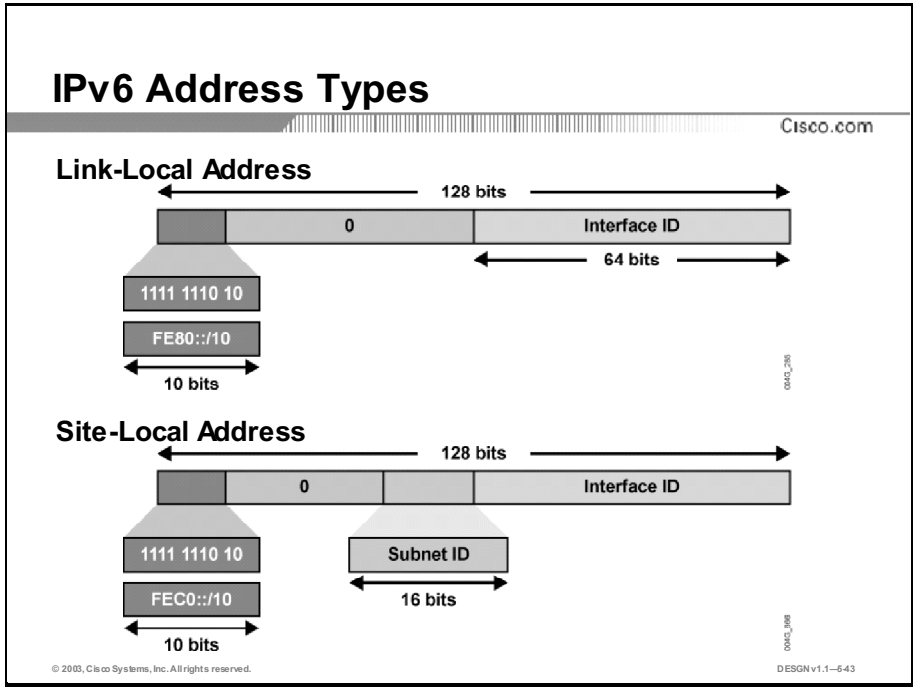 IPv6 Address Types
Cisco.com
Link-Local Address
128 bits
0
Interface ID
64 bits
1111 1110 10
FE80::/10
10 bits
004G_285
Site-Local Address
128 bits
0
Interface ID
1111 1110 10
Subnet ID
FEC0::/10
16 bits
10 bits
© 2003, Cisco Systems, Inc. All rights reserved.
DESGN v1.1—6-43